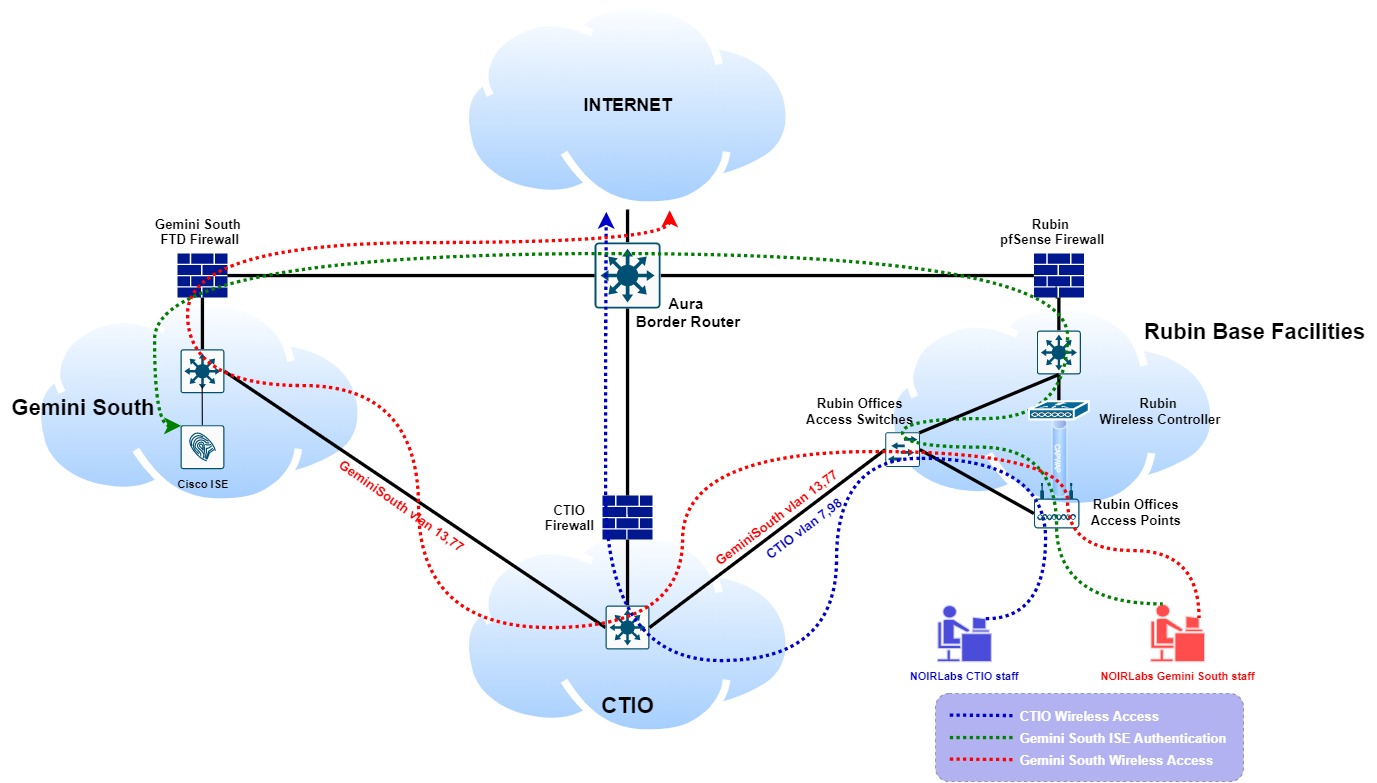 INTERNET
Gemini South
FTD Firewall
Rubin
pfSense Firewall
Aura
Border Router
Rubin Base Facilities
Gemini South
Rubin Offices
Access Switches
Rubin
Wireless Controller
CAPWAP
Cisco ISE
GeminiSouth vlan 13,77
CTIO
Firewall
GeminiSouth vlan 13,77
CTIO vlan 7,98
Rubin Offices
Access Points
CTIO
NOIRLabs CTIO staff
NOIRLabs Gemini South staff
CTIO Wireless Access
Gemini South ISE Authentication
Gemini South Wireless Access